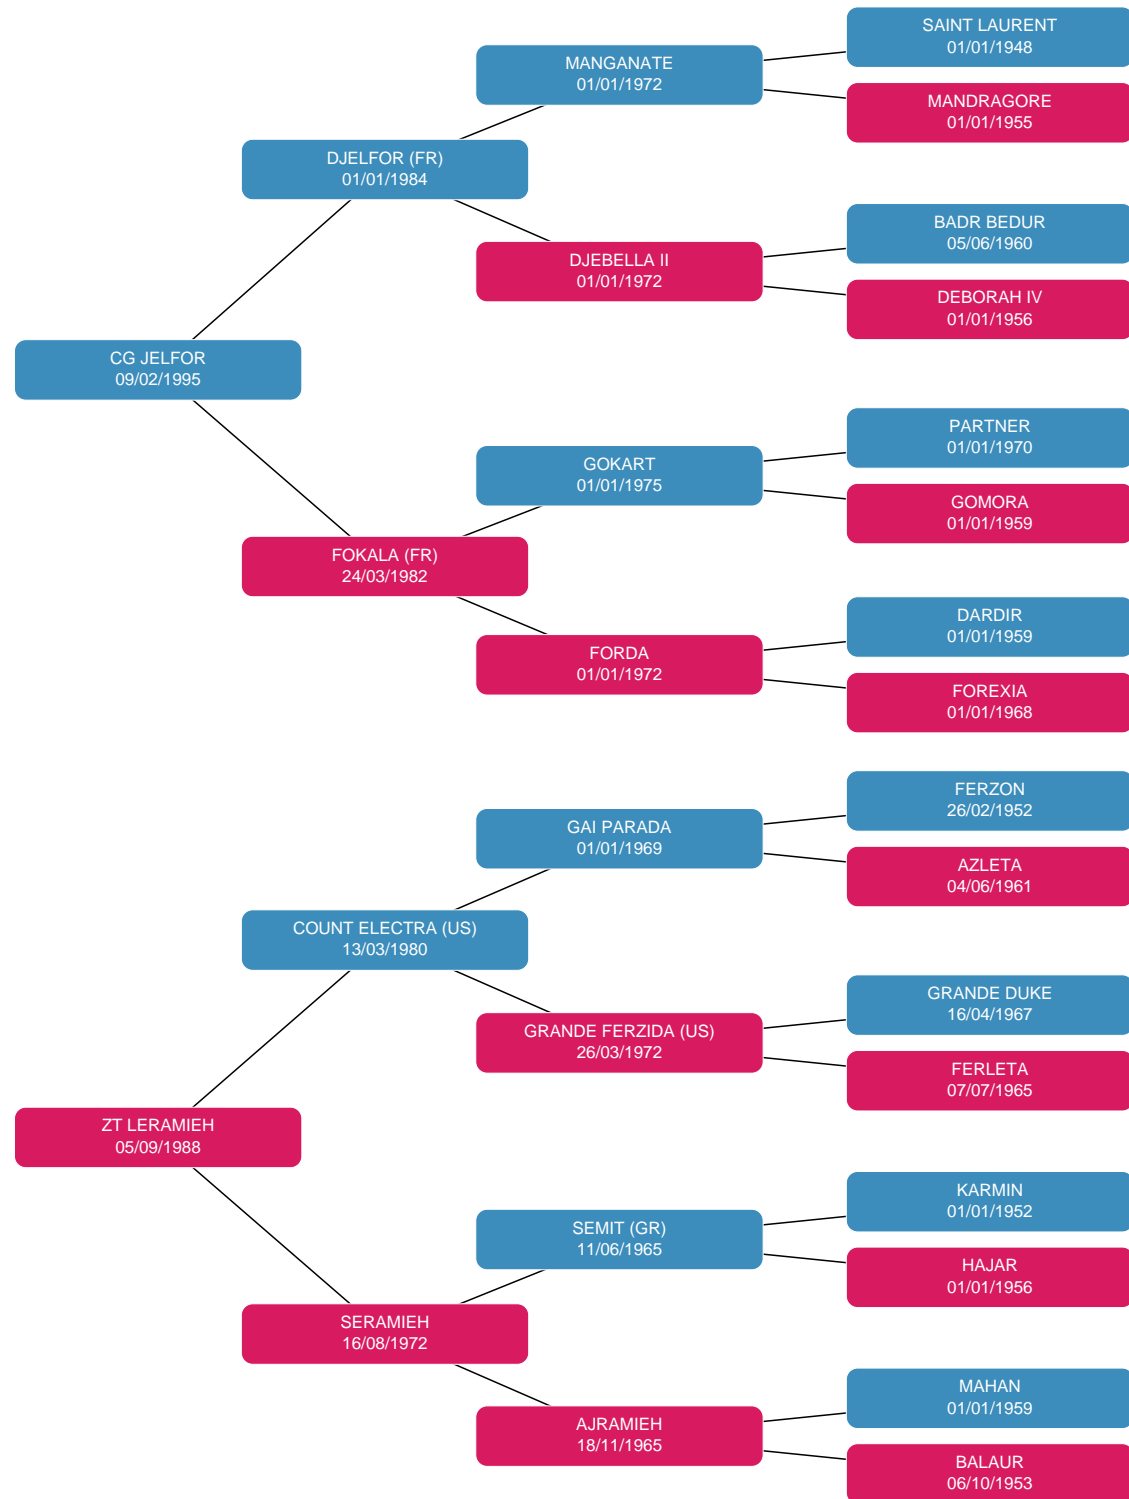 SAINT LAURENT
01/01/1948
MANGANATE
01/01/1972
MANDRAGORE
01/01/1955
DJELFOR (FR)
01/01/1984
BADR BEDUR
05/06/1960
DJEBELLA II
01/01/1972
DEBORAH IV
01/01/1956
CG JELFOR
09/02/1995
PARTNER
01/01/1970
GOKART
01/01/1975
GOMORA
01/01/1959
FOKALA (FR)
24/03/1982
DARDIR
01/01/1959
FORDA
01/01/1972
FOREXIA
01/01/1968
FERZON
26/02/1952
GAI PARADA
01/01/1969
AZLETA
04/06/1961
COUNT ELECTRA (US)
13/03/1980
GRANDE DUKE
16/04/1967
GRANDE FERZIDA (US)
26/03/1972
FERLETA
07/07/1965
ZT LERAMIEH
05/09/1988
KARMIN
01/01/1952
SEMIT (GR)
11/06/1965
HAJAR
01/01/1956
SERAMIEH
16/08/1972
MAHAN
01/01/1959
AJRAMIEH
18/11/1965
BALAUR
06/10/1953